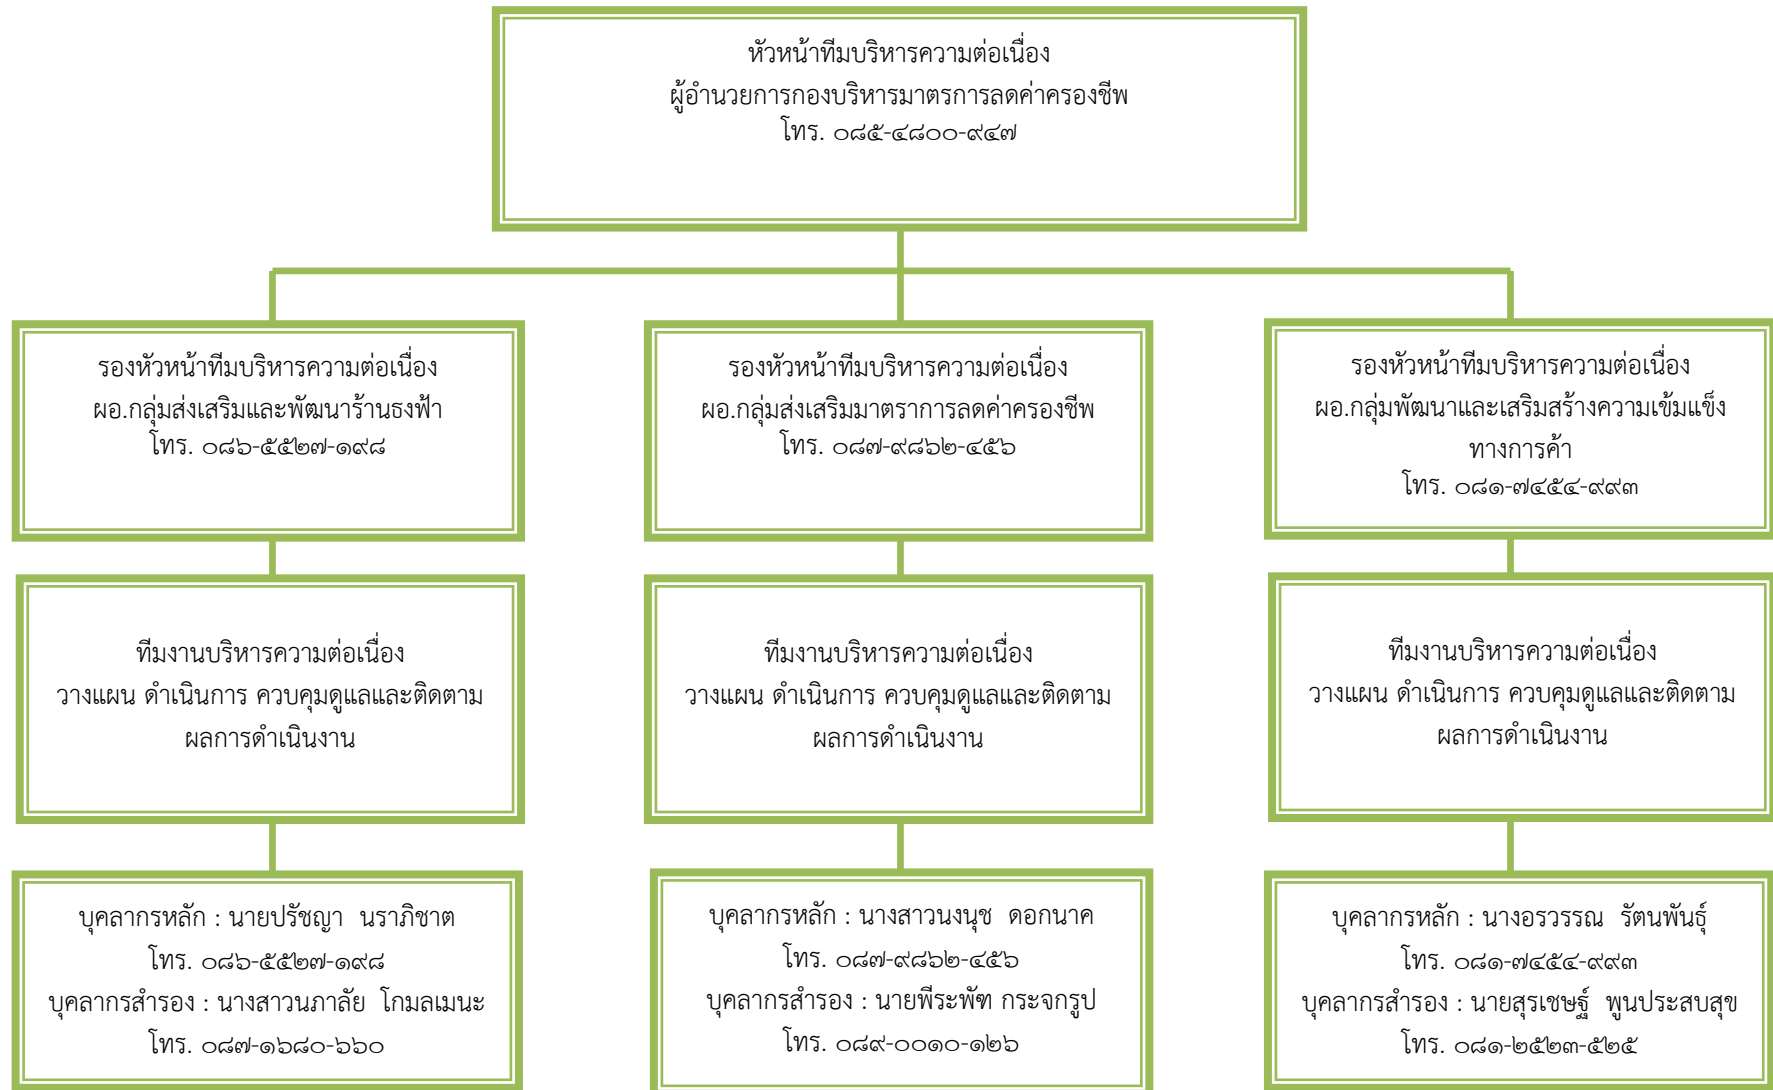 หัวหน้าทีมบริหารความต่อเนื่อง
ผู้อำนวยการกองบริหารมาตรการลดค่าครองชีพ
โทร. ๐๘๕-๔๘๐๐-๙๔๗
รองหัวหน้าทีมบริหารความต่อเนื่อง
ผอ.กลุ่มส่งเสริมและพัฒนาร้านธงฟ้า
โทร. ๐๘๖-๕๕๒๗-๑๙๘
รองหัวหน้าทีมบริหารความต่อเนื่อง
ผอ.กลุ่มส่งเสริมมาตราการลดค่าครองชีพ
โทร. ๐๘๗-๙๘๖๒-๔๕๖
รองหัวหน้าทีมบริหารความต่อเนื่อง
ผอ.กลุ่มพัฒนาและเสริมสร้างความเข้มแข็ง
ทางการค้า
โทร. ๐๘๑-๗๔๕๔-๙๙๓
ทีมงานบริหารความต่อเนื่อง
วางแผน ดำเนินการ ควบคุมดูแลและติดตาม
ผลการดำเนินงาน
ทีมงานบริหารความต่อเนื่อง
วางแผน ดำเนินการ ควบคุมดูแลและติดตาม
ผลการดำเนินงาน
ทีมงานบริหารความต่อเนื่อง
วางแผน ดำเนินการ ควบคุมดูแลและติดตาม
ผลการดำเนินงาน
บุคลากรหลัก : นายปรัชญา นราภิชาต
โทร. ๐๘๖-๕๕๒๗-๑๙๘
บุคลากรสำรอง : นางสาวนภาลัย โกมลเมนะ
โทร. ๐๘๗-๑๖๘๐-๖๖๐
บุคลากรหลัก : นางสาวนงนุช ดอกนาค
โทร. ๐๘๗-๙๘๖๒-๔๕๖
บุคลากรสำรอง : นายพีระพัฑ กระจกรูป
โทร. ๐๘๙-๐๐๑๐-๑๒๖
บุคลากรหลัก : นางอรวรรณ รัตนพันธุ์
โทร. ๐๘๑-๗๔๕๔-๙๙๓
บุคลากรสำรอง : นายสุรเชษฐ์ พูนประสบสุข
โทร. ๐๘๑-๒๕๒๓-๕๒๕